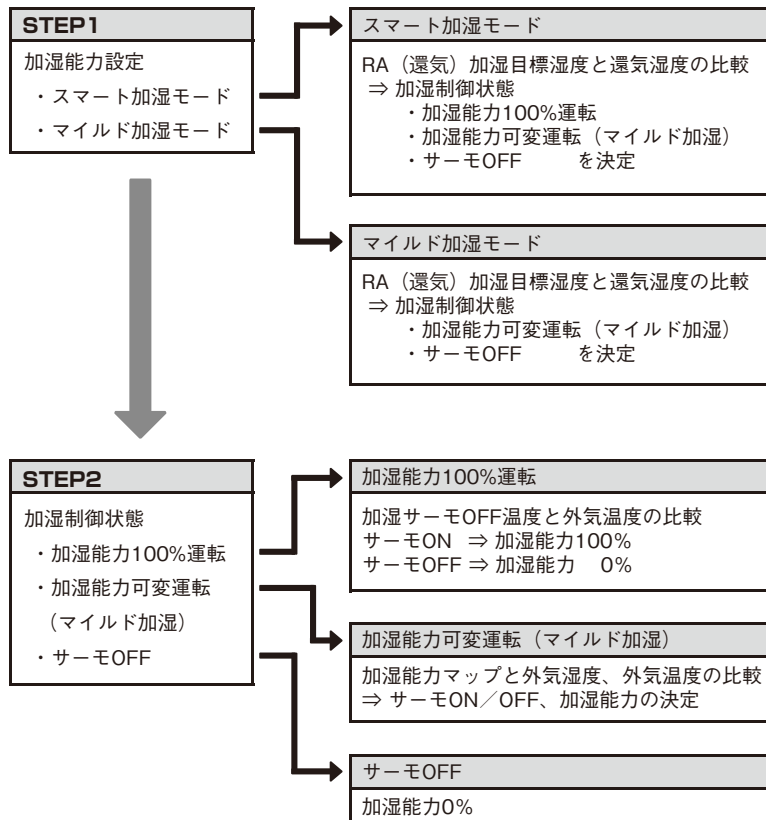 STEP1
加湿能力設定
・スマート加湿モード
・マイルド加湿モード
スマート加湿モード
RA（還気）加湿目標湿度と還気湿度の比較
⇒ 加湿制御状態
・加湿能力100%運転
・加湿能力可変運転（マイルド加湿）
・サーモOFF　　を決定
マイルド加湿モード
RA（還気）加湿目標湿度と還気湿度の比較
⇒ 加湿制御状態
・加湿能力可変運転（マイルド加湿）
・サーモOFF　　を決定
STEP2
加湿制御状態
・加湿能力100%運転
・加湿能力可変運転
（マイルド加湿）
・サーモOFF
加湿能力100%運転
加湿サーモOFF温度と外気温度の比較
サーモON ⇒ 加湿能力100%
サーモOFF ⇒ 加湿能力　0%
加湿能力可変運転（マイルド加湿）
加湿能力マップと外気湿度、外気温度の比較
⇒ サーモON／OFF、加湿能力の決定
サーモOFF
加湿能力0%